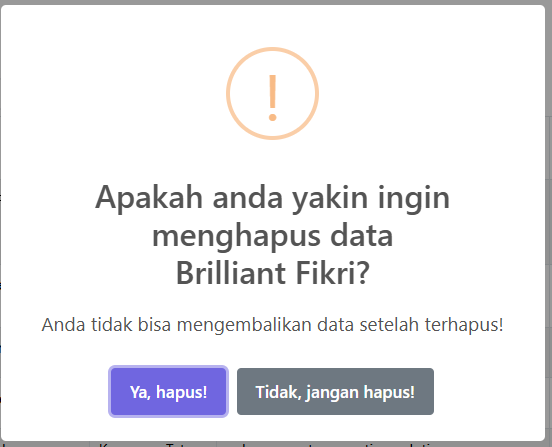 !
Apakah anda yakin ingin
menghapus data
Brilliant Fikri?
Anda tidak bisa mengembalikan data setelah terhapus!
Ya, hapus! Tidak, jangan hapus!